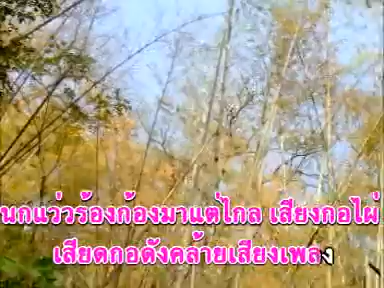 นกแว่วร้องก้องมาแต่ไกล เสียงกอไผ่
เสียดกอดังคล้ายเสียงเพลง